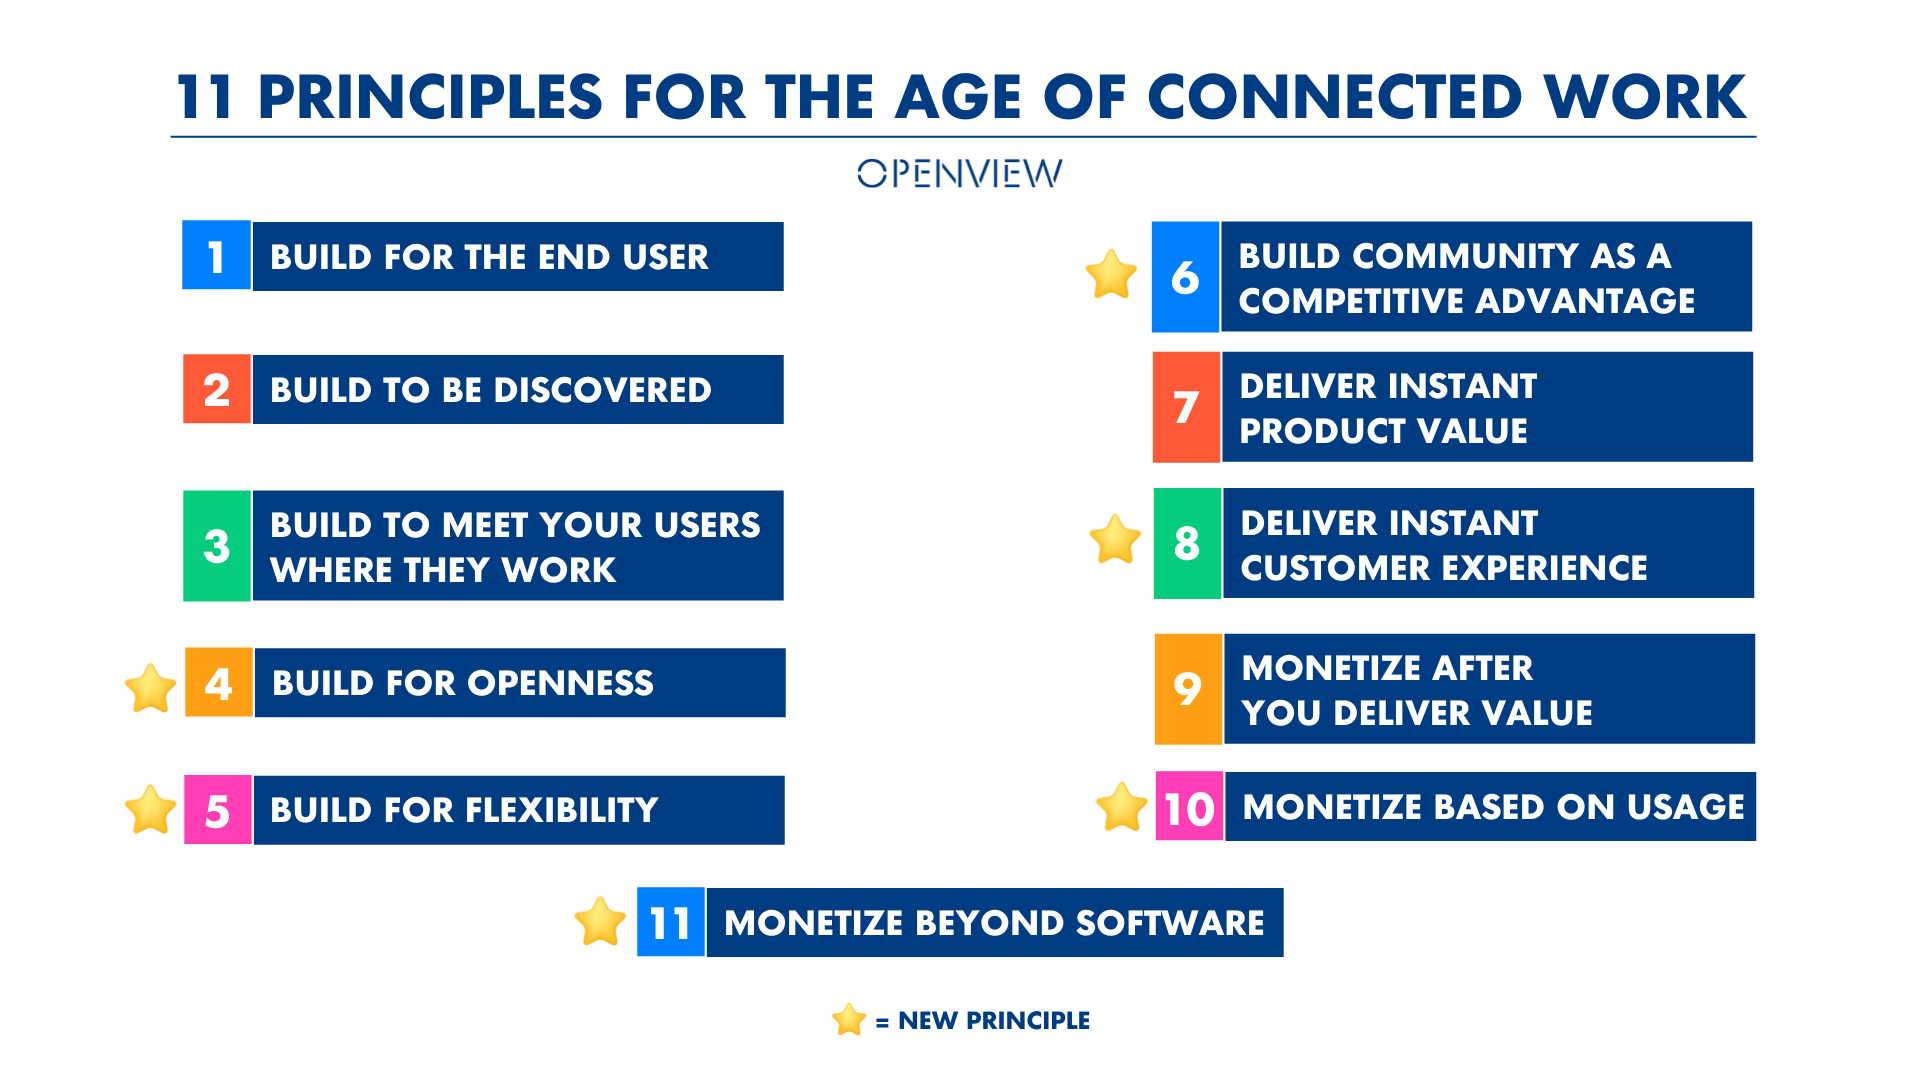 11 PRINCIPLES FOR THE AGE OF CONNECTED WORK
OPENVIEW
1 BUILD FOR THE END USER
2 BUILD TO BE DISCOVERED
3 BUILD TO MEET YOUR USERS
WHERE THEY WORK
4 BUILD FOR OPENNESS
5 BUILD FOR FLEXIBILITY
6 BUILD COMMUNITY AS A
COMPETITIVE ADVANTAGE
7 DELIVER INSTANT
PRODUCT VALUE
8 DELIVER INSTANT
CUSTOMER EXPERIENCE
9 MONETIZE AFTER
YOU DELIVER VALUE
10 MONETIZE BASED ON USAGE
11 MONETIZE BEYOND SOFTWARE
= NEW PRINCIPLE